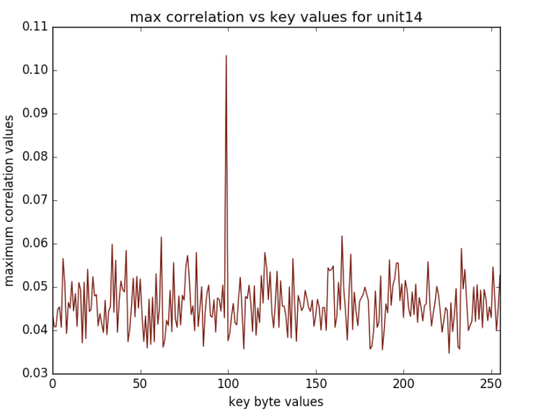 max correlation vs key values for unit14
maximum correlation values
0.11
0.10
0.09
0.08
0.07
0.06
0.05
0.04
0.03
0 50 100 150 200 250
key byte values